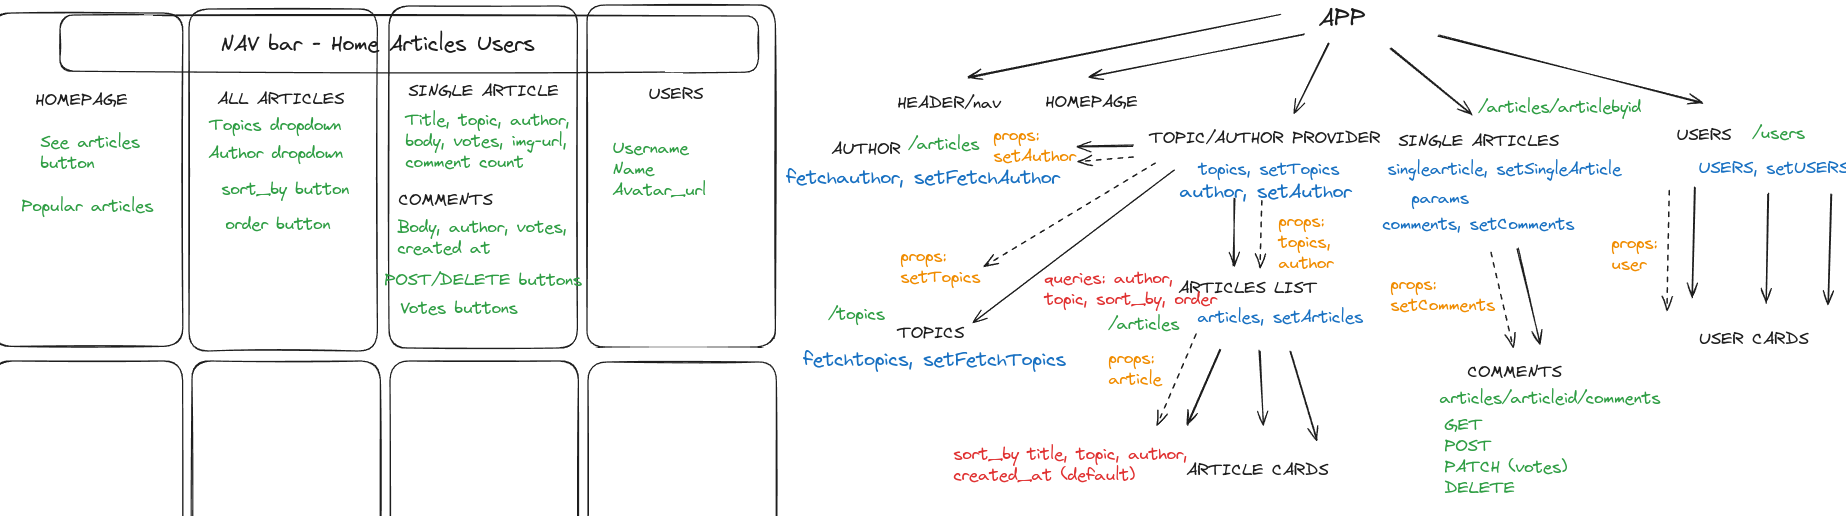 NAV bar - Home Articles Users
HOMEPAGE
See articles
button
Popular articles
ALL ARTICLES
Topics dropdown
Author dropdown
sort_by button
order button
SINGLE ARTICLE
Title, topic, author,
body, votes, img-url,
comment count
COMMENTS
Body, author, votes,
created at
POST/DELETE buttons
Votes buttons
USERS
Username
Name
Avatar_url
APP
HEADER/nav
HOMEPAGE
AUTHOR /articles
fetchauthor, setFetchAuthor
props:
setAuthor
TOPIC/AUTHOR PROVIDER
topics, setTopics
author, setAuthor
props:
topics,
author
props:
setTopics
/topics
TOPICS
fetchtopics, setFetchTopics
queries: author,
topic, sort_by, order
ARTICLES LIST
/articles
articles, setArticles
props:
article
sort_by title, topic, author,
created_at (default)
ARTICLE CARDS
/articles/articlebyid
SINGLE ARTICLES
singlearticle, setSingleArticle
params
comments, setComments
props:
setComments
COMMENTS
articles/articleid/comments
GET
POST
PATCH (votes)
DELETE
USERS /users
USERS, setUSERS
props:
user
USER CARDS